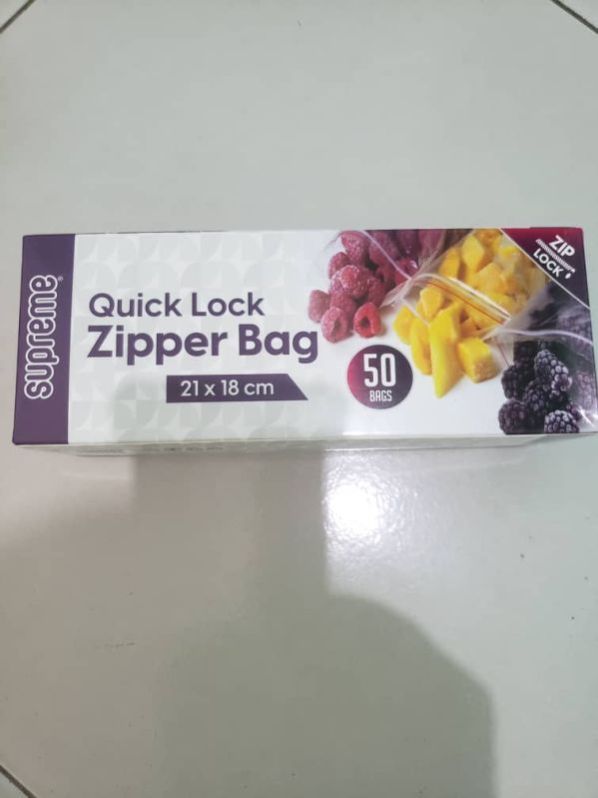 supreme®
Quick Lock
Zipper Bag
21 x 18 cm
50
BAGS
ZIP
LOCK